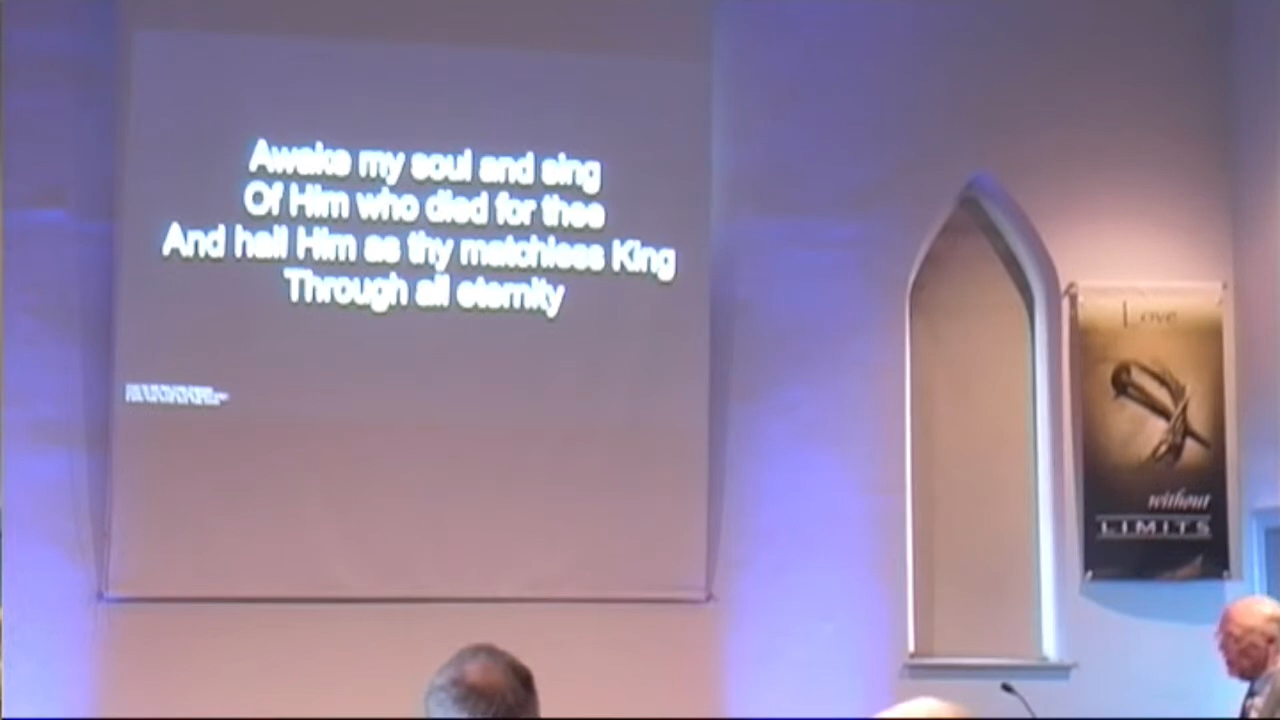 Awake my soul and sing
Of Him who died for thee
And hail Him as thy matchless King
Through all eternity
Love
without
LIMITS